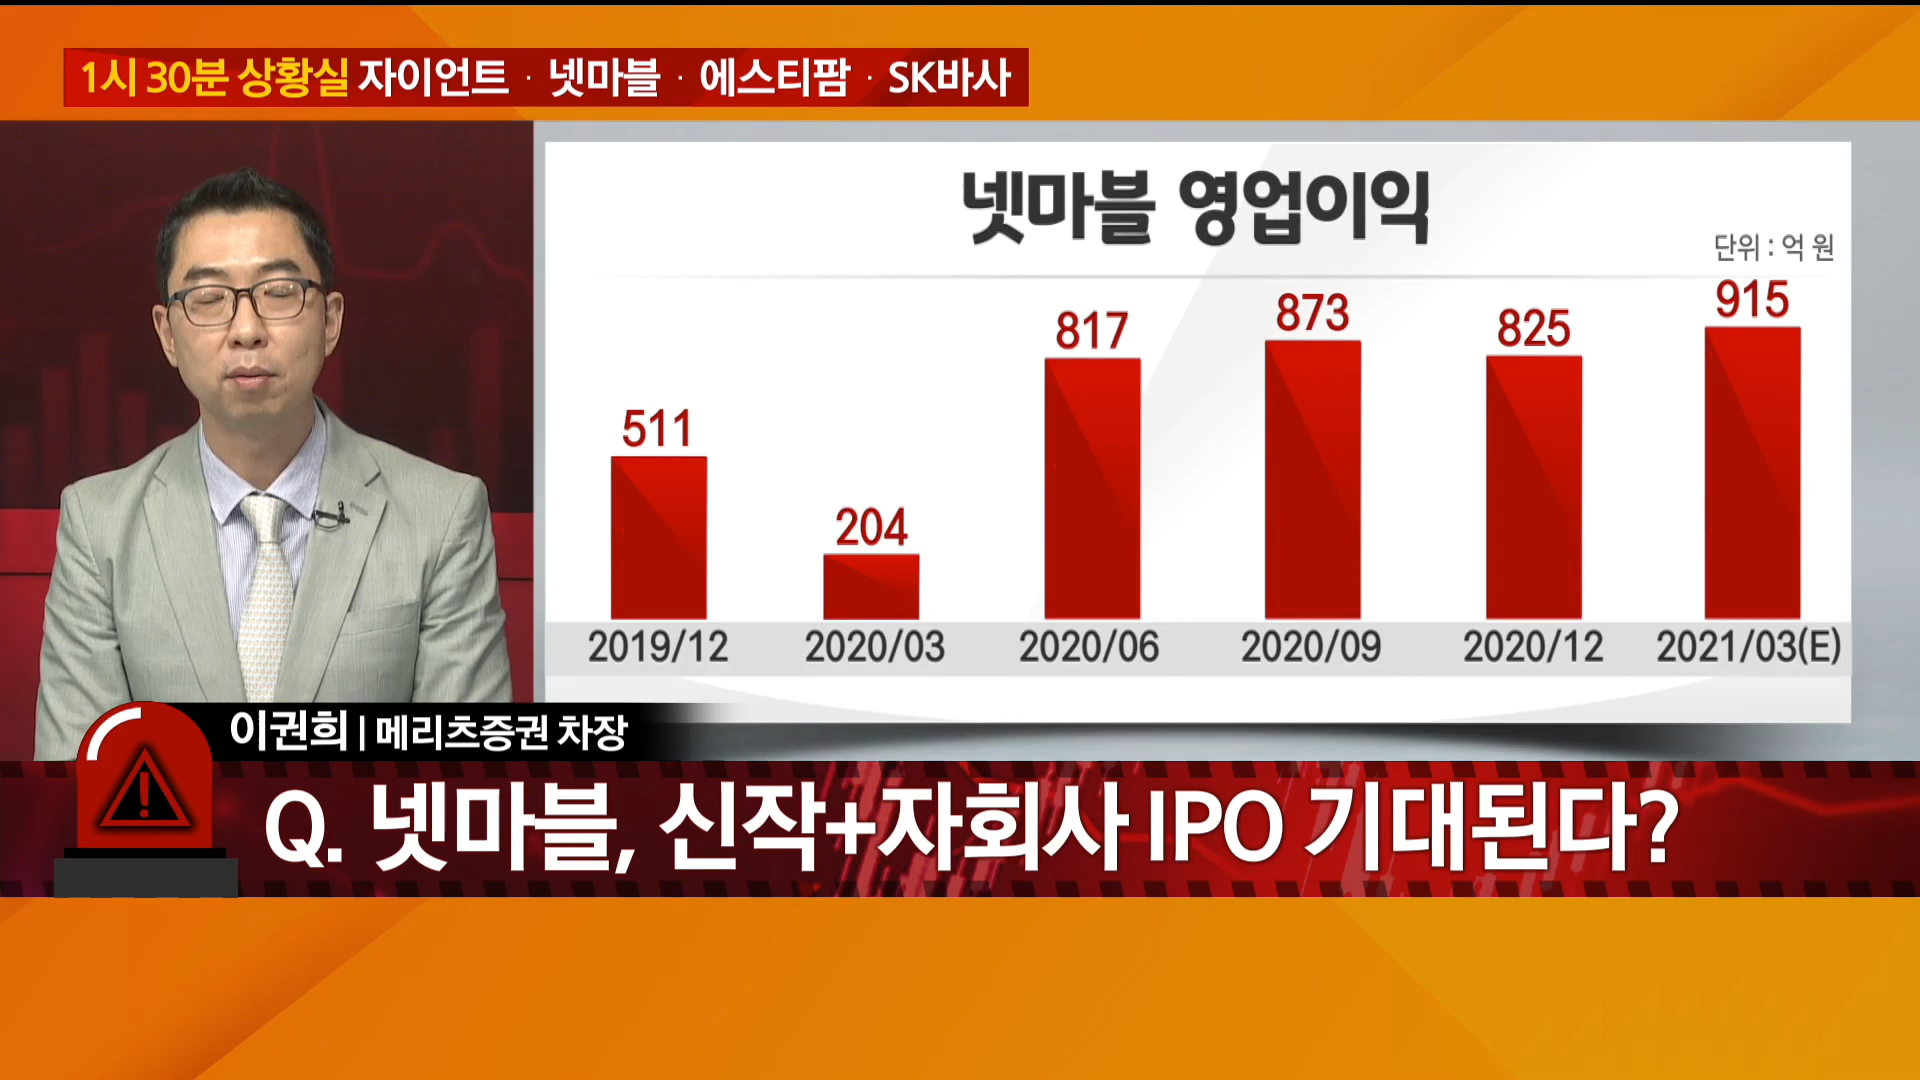 1시 30분 상황실 자이언트 · 넷마블 · 에스티팜 · SK바사
넷마블 영업이익
단위 : 억 원
511
204
817
873
825
915
2019/12
2020/03
2020/06
2020/09
2020/12
2021/03(E)
이권희 | 메리츠증권 차장
Q. 넷마블, 신작+자회사 IPO 기대된다?